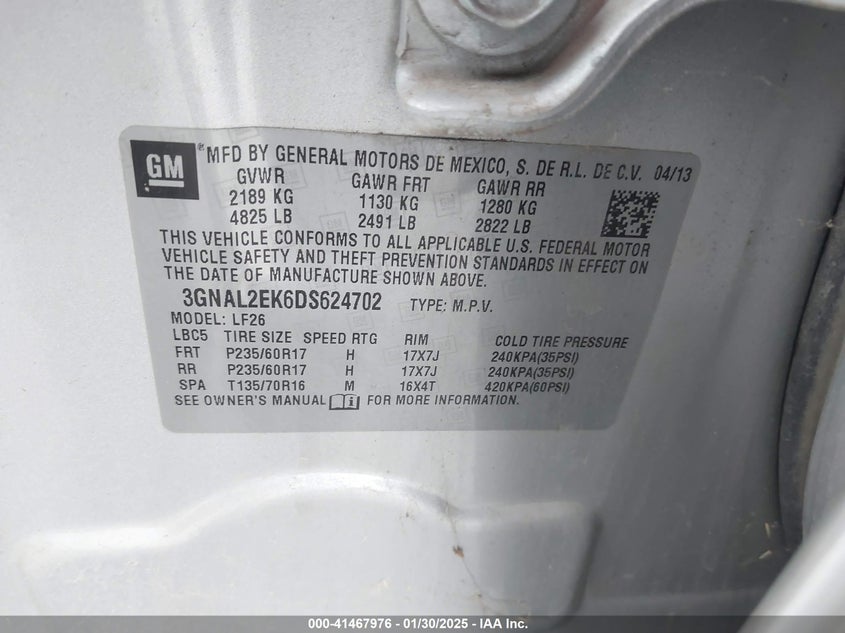 GM ® MFD BY GENERAL MOTORS DE MEXICO, S. DE R.L. DE C.V. 04/13
GVWR GAWR FRT GAWR RR
2189 KG 1130 KG 1280 KG
4825 LB 2491 LB 2822 LB
THIS VEHICLE CONFORMS TO ALL APPLICABLE U.S. FEDERAL MOTOR
VEHICLE SAFETY AND THEFT PREVENTION STANDARDS IN EFFECT ON
THE DATE OF MANUFACTURE SHOWN ABOVE.
3GNAL2EK6DS624702 TYPE: M.P.V.
MODEL: LF26
LBC5 TIRE SIZE SPEED RTG RIM COLD TIRE PRESSURE
FRT P235/60R17 H 17X7J 240KPA(35PSI)
RR P235/60R17 H 17X7J 240KPA(35PSI)
SPA T135/70R16 M 16X4T 420KPA(60PSI)
SEE OWNER'S MANUAL FOR MORE INFORMATION.
000-41467976 - 01/30/2025 - IAA Inc.